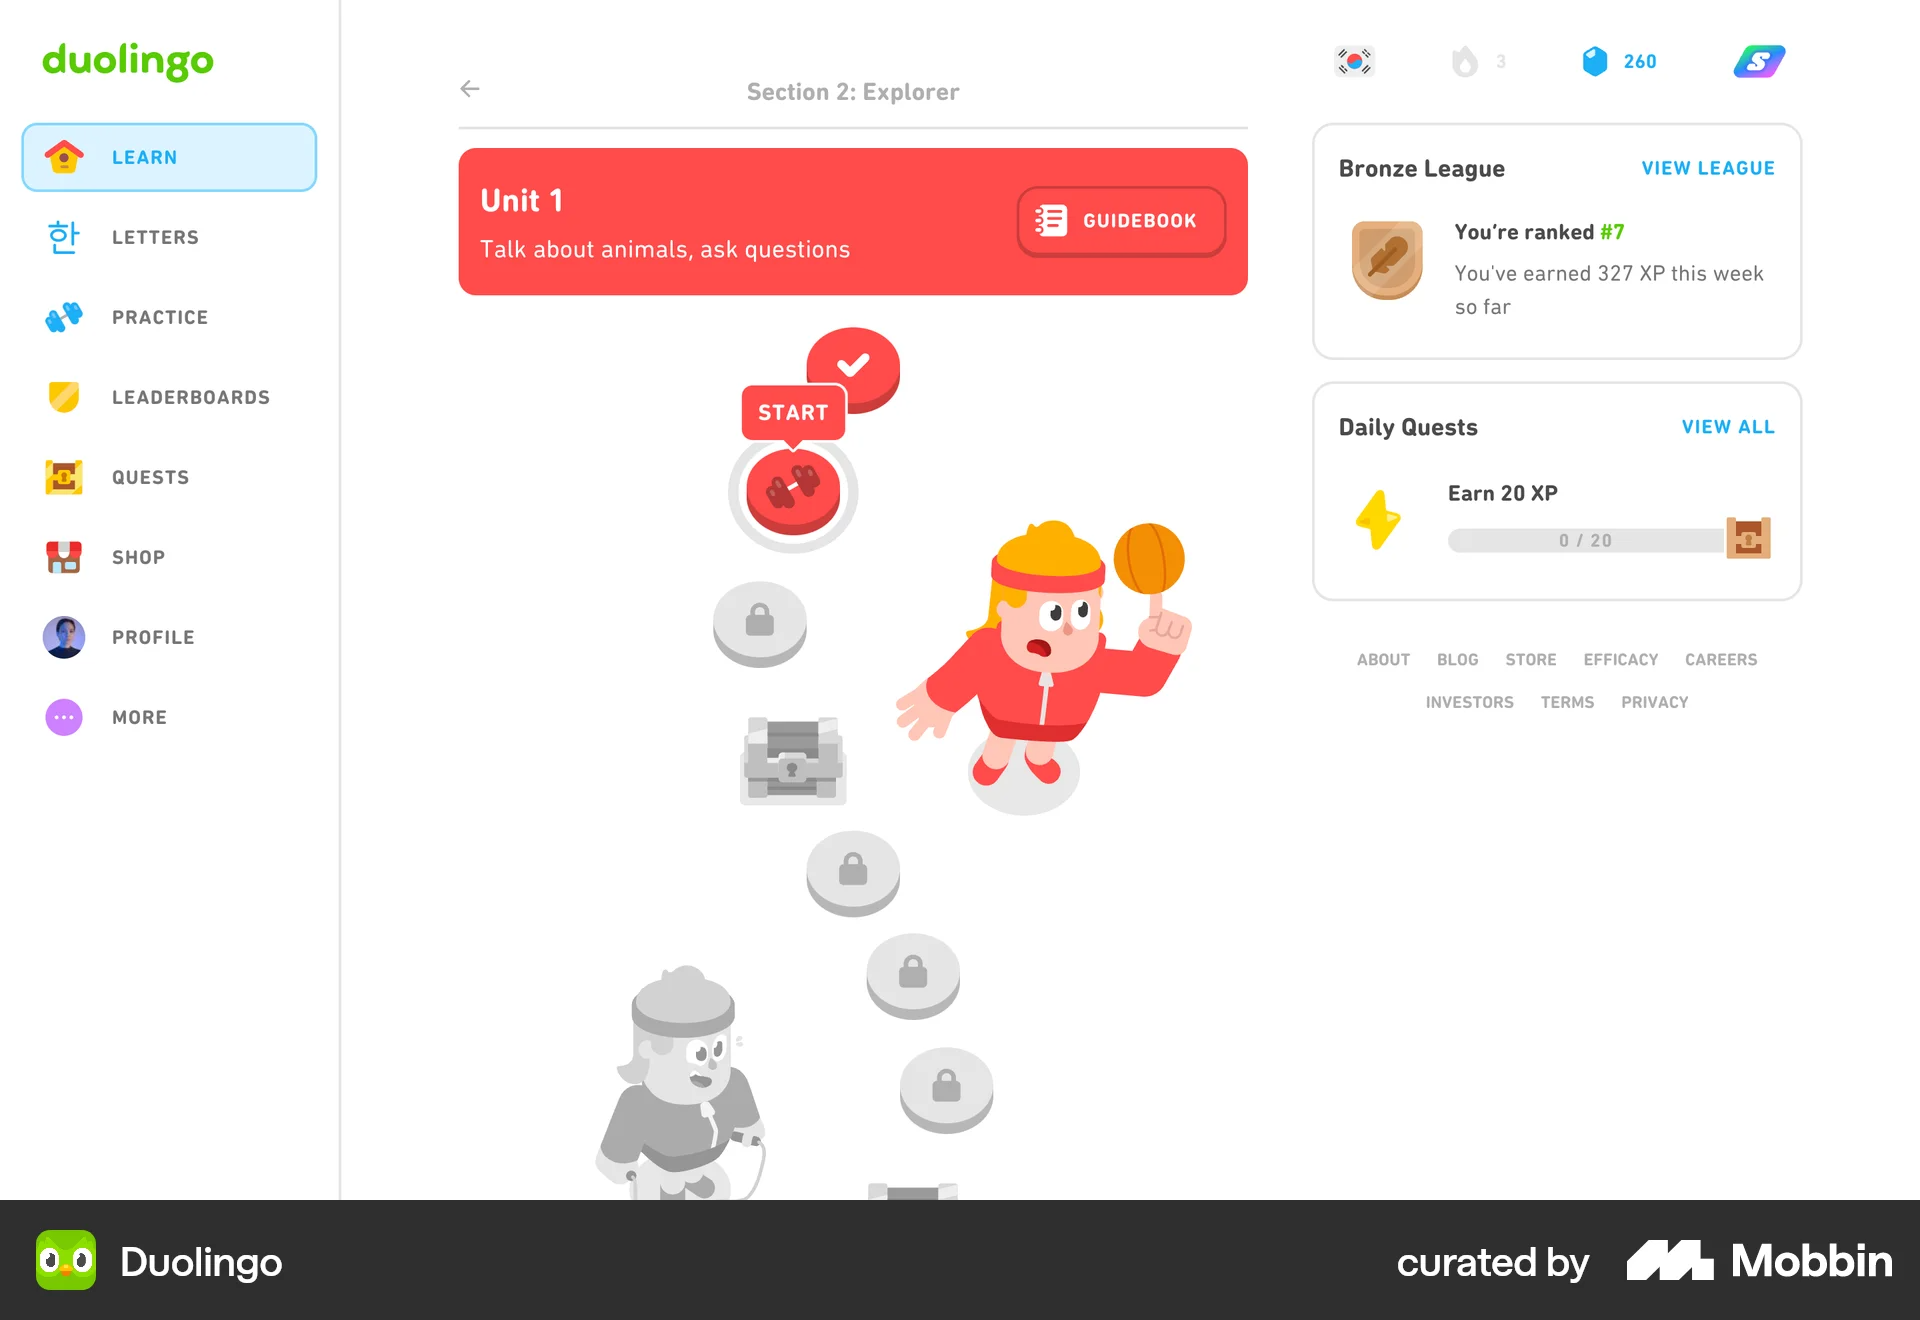 duolingo
LEARN
한
LETTERS
PRACTICE
LEADERBOARDS
QUESTS
SHOP
PROFILE
MORE
Section 2: Explorer
Unit 1
Talk about animals, ask questions
GUIDEBOOK
START
3
260
S
Bronze League
VIEW LEAGUE
You're ranked #7
You've earned 327 XP this week
so far
Daily Quests
VIEW ALL
Earn 20 XP
0 / 20
ABOUT BLOG STORE EFFICACY CAREERS
INVESTORS TERMS PRIVACY
Duolingo
curated by Mobbin